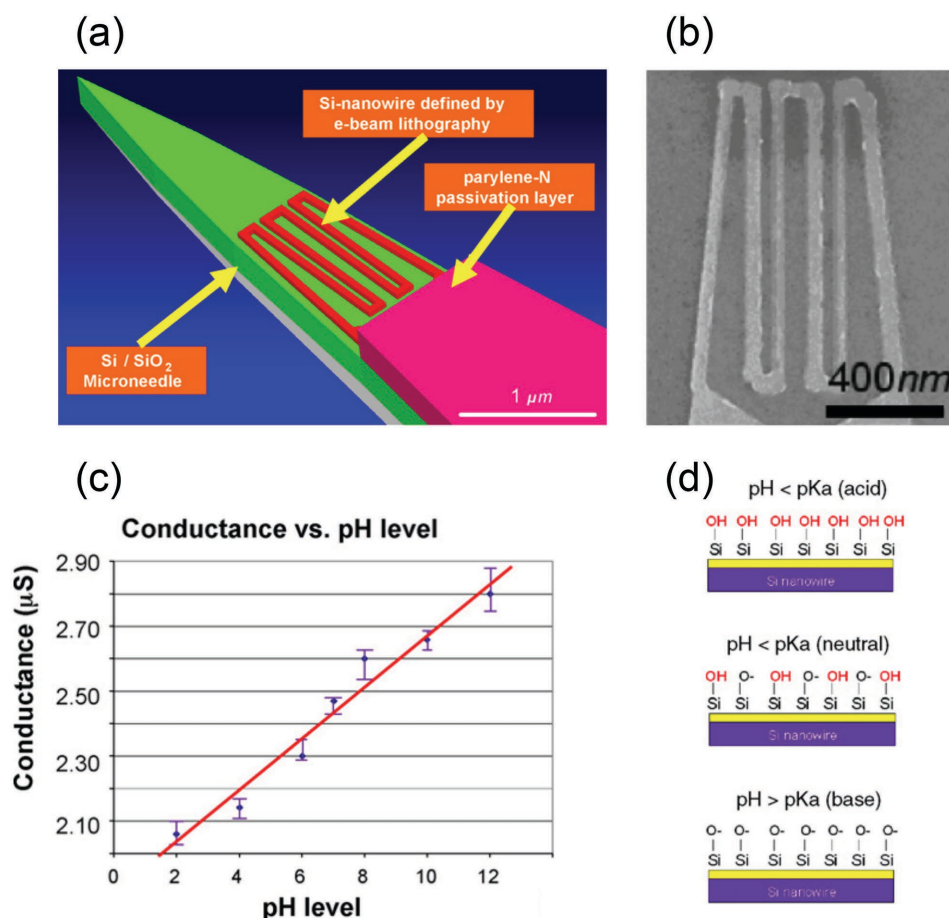 (a)
Si-nanowire defined by
e-beam lithography
parylene-N
passivation layer
Si / SiO2
Microneedle
1 µm
(b)
400nm
(c)
Conductance vs. pH level
Conductance (µS)
2.90
2.70
2.50
2.30
2.10
0 2 4 6 8 10 12
pH level
(d)
pH < pKa (acid)
OH OH OH OH OH OH OH
Si Si Si Si Si Si Si
Si nanowire
pH < pKa (neutral)
OH O- OH O- OH O- OH
Si Si Si Si Si Si Si
Si nanowire
pH > pKa (base)
O- O- O- O- O- O- O-
Si Si Si Si Si Si Si
Si nanowire